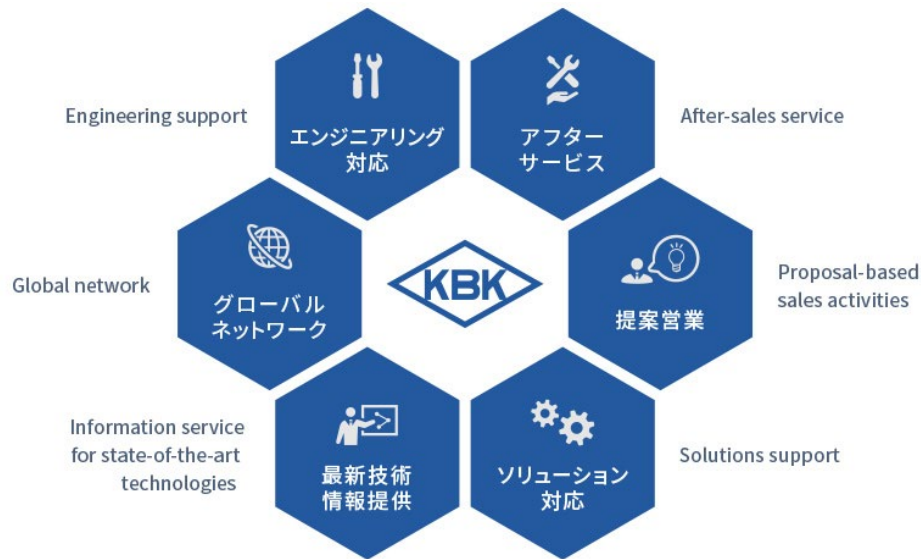 Engineering support
エンジニアリング
対応
アフター
サービス
After-sales service
Global network
グローバル
ネットワーク
KBK
提案営業
Proposal-based
sales activities
Information service
for state-of-the-art
technologies
最新技術
情報提供
ソリューション
対応
Solutions support